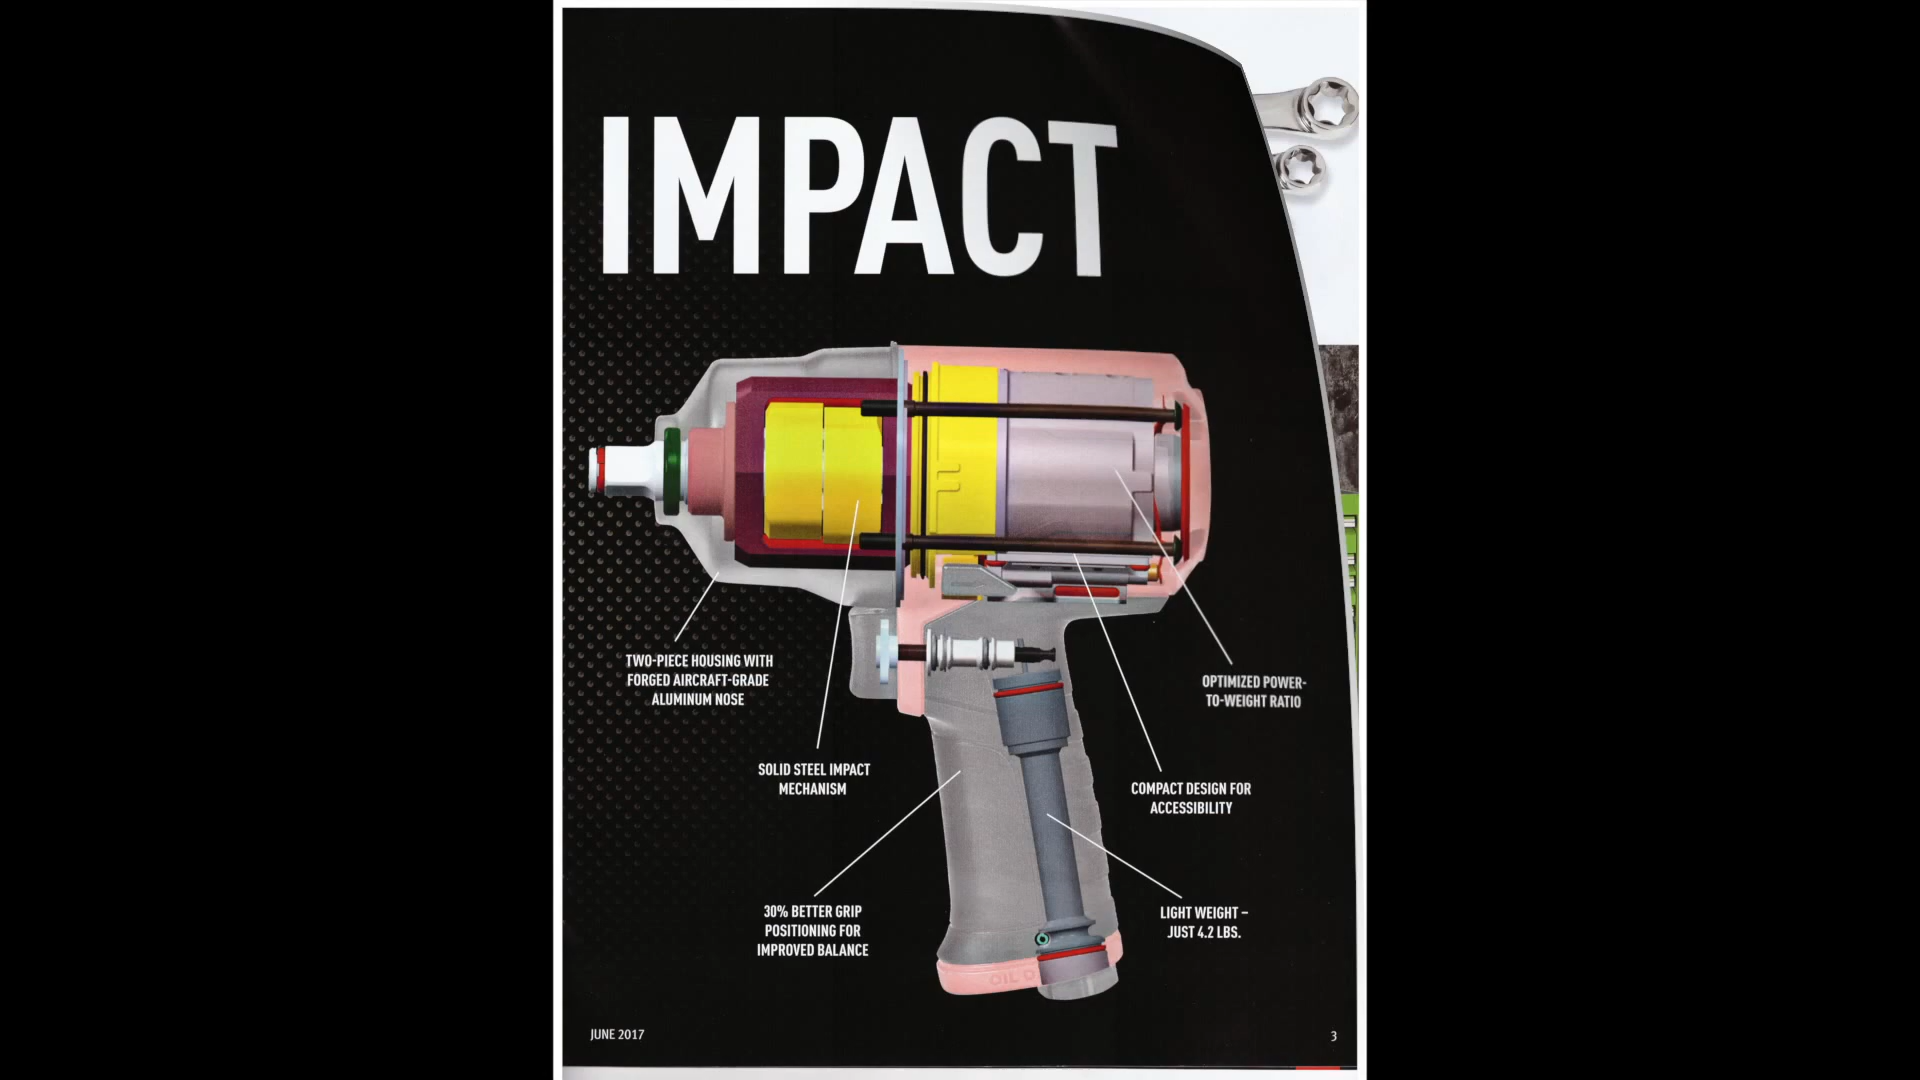 IMPACT
TWO-PIECE HOUSING WITH
FORGED AIRCRAFT-GRADE
ALUMINUM NOSE
OPTIMIZED POWER-
TO-WEIGHT RATIO
SOLID STEEL IMPACT
MECHANISM
COMPACT DESIGN FOR
ACCESSIBILITY
30% BETTER GRIP
POSITIONING FOR
IMPROVED BALANCE
LIGHT WEIGHT –
JUST 4.2 LBS.
OIL O
JUNE 2017
3